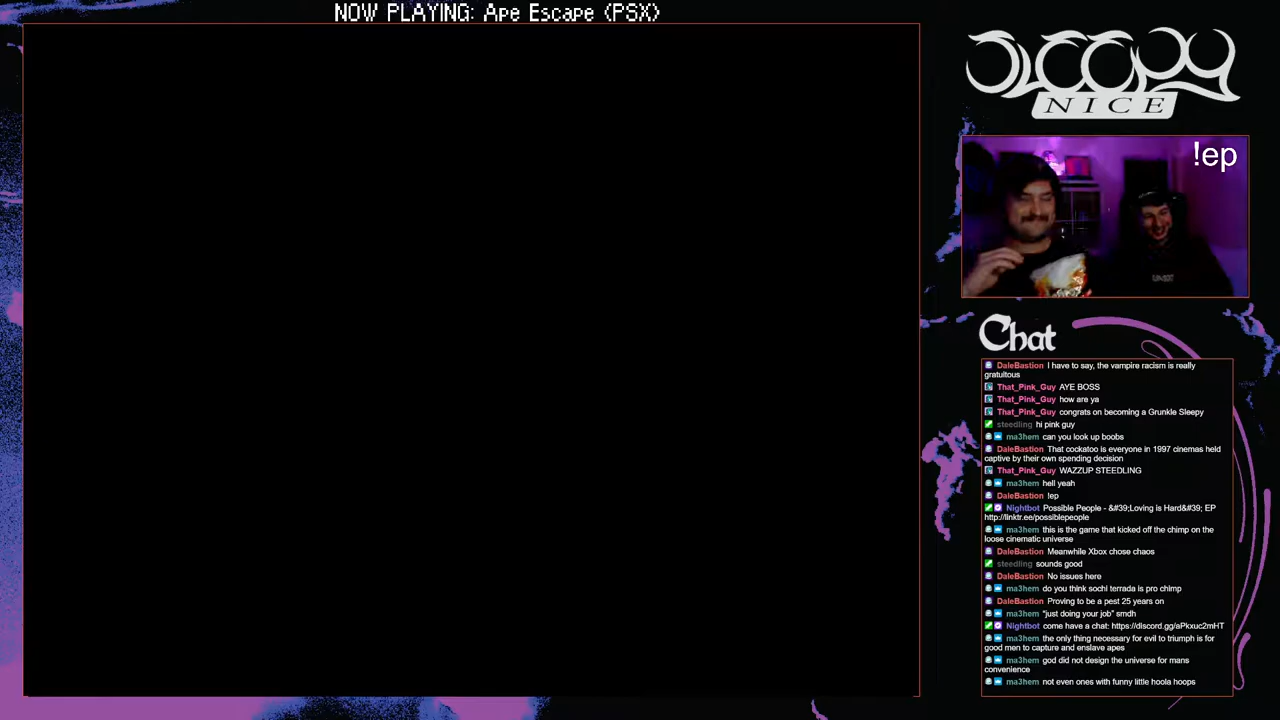 NOW PLAYING: Ape Escape (PSX)
SLEEPY
NICE
!ep
Chat
DaleBastion I have to say, the vampire racism is really
gratuitous
That_Pink_Guy AYE BOSS
That_Pink_Guy how are ya
That_Pink_Guy congrats on becoming a Grunkle Sleepy
steedling hi pink guy
ma3hem can you look up boobs
DaleBastion That cockatoo is everyone in 1997 cinemas held
captive by their own spending decision
That_Pink_Guy WAZZUP STEEDLING
ma3hem hell yeah
DaleBastion !ep
Nightbot Possible People - &#39;Loving is Hard&#39; EP
http://linktr.ee/possiblepeople
ma3hem this is the game that kicked off the chimp on the
loose cinematic universe
DaleBastion Meanwhile Xbox chose chaos
steedling sounds good
DaleBastion No issues here
ma3hem do you think sochi terrada is pro chimp
DaleBastion Proving to be a pest 25 years on
ma3hem "just doing your job" smdh
Nightbot come have a chat: https://discord.gg/aPkxuc2mHT
ma3hem the only thing necessary for evil to triumph is for
good men to capture and enslave apes
ma3hem god did not design the universe for mans
convenience
ma3hem not even ones with funny little hoola hoops